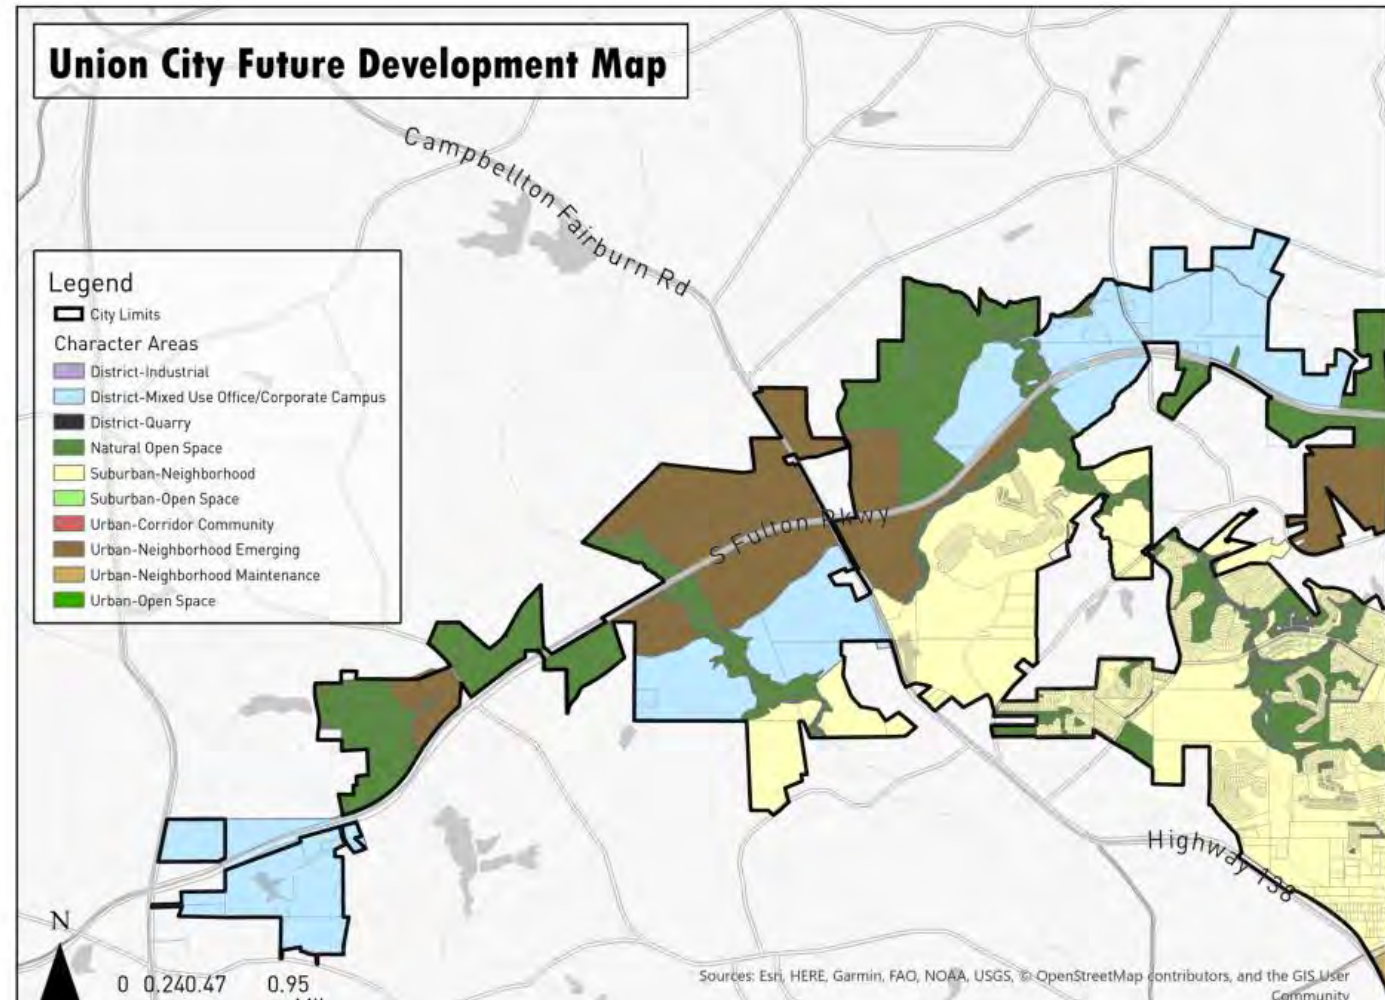 Union City Future Development Map
Campbellton Fairburn Rd
Legend
City Limits
Character Areas
District-Industrial
District-Mixed Use Office/Corporate Campus
District-Quarry
Natural Open Space
Suburban-Neighborhood
Suburban-Open Space
Urban-Corridor Community
Urban-Neighborhood Emerging
Urban-Neighborhood Maintenance
Urban-Open Space
S Fulton Pkwy
Highway 138
N
0 0.240.47 0.95
Sources: Esri, HERE, Garmin, FAO, NOAA, USGS, © OpenStreetMap contributors, and the GIS User
Community